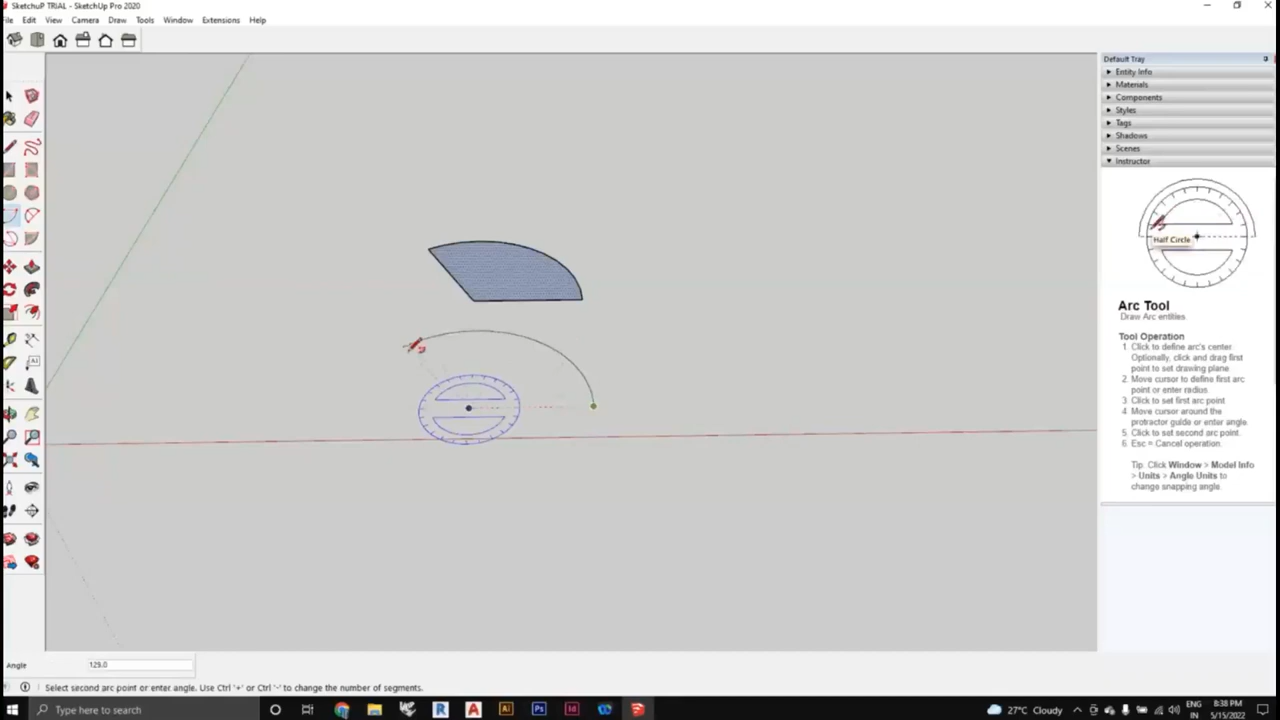 SketchuP TRIAL - SketchUp Pro 2020
File Edit View Camera Draw Tools Window Extensions Help
Default Tray
Entity Info
Materials
Components
Styles
Tags
Shadows
Scenes
Instructor
Half Circle
Arc Tool
Draw Arc entities
Tool Operation
1 Click to define arc's center.
Optionally, click and drag first
point to set drawing plane
2 Move cursor to define first arc
point or enter radius.
3 Click to set first arc point
4 Move cursor around the
protractor guide or enter angle.
5 Click to set second arc point.
6 Esc = Cancel operation.
Tip. Click Window > Model Info
> Units > Angle Units to
change snapping angle.
Angle 129.0
Select second arc point or enter angle. Use Ctrl '+' or Ctrl '-' to change the number of segments.
Type here to search
27°C Cloudy
ENG
IN
8:38 PM
5/15/2022